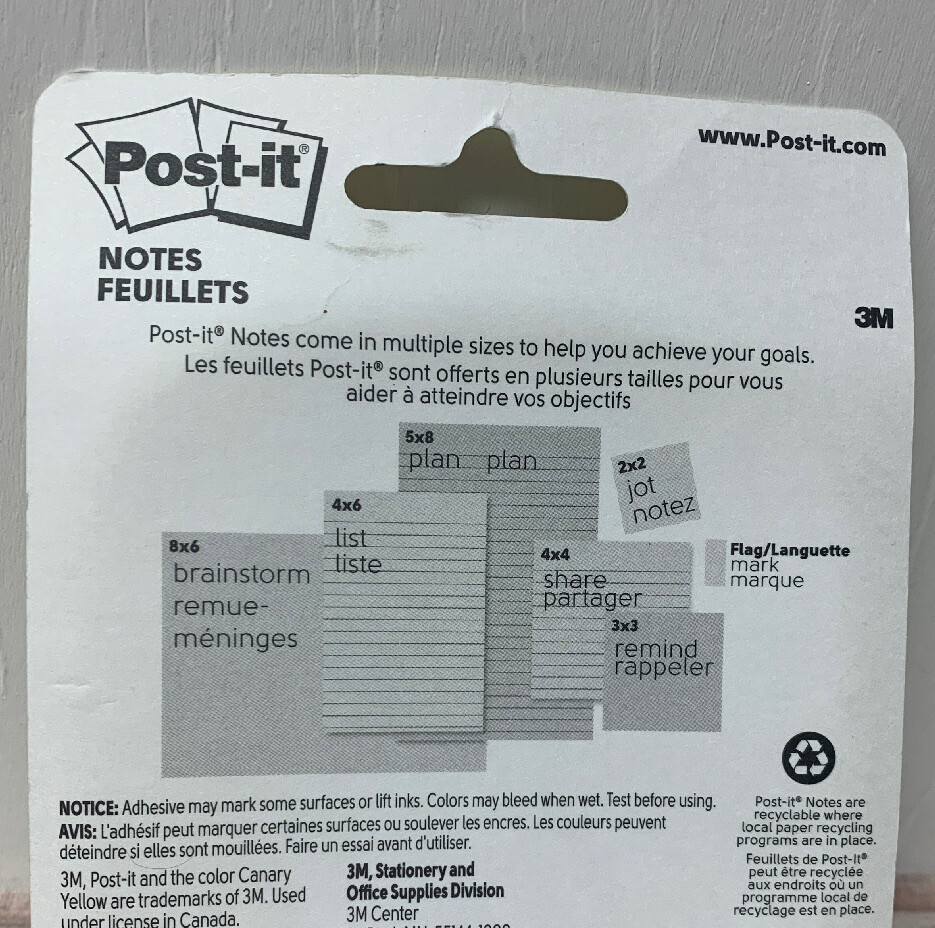 Post-it®
www.Post-it.com
NOTES
FEUILLETS
3M
Post-it® Notes come in multiple sizes to help you achieve your goals.
Les feuillets Post-it® sont offerts en plusieurs tailles pour vous
aider à atteindre vos objectifs
5x8
plan plan
2x2
jot
notez
4x6
list
liste
8x6
brainstorm
remue-
méninges
4x4
share
partager
Flag/Languette
mark
marque
3x3
remind
rappeler
NOTICE: Adhesive may mark some surfaces or lift inks. Colors may bleed when wet. Test before using.
AVIS: L'adhésif peut marquer certaines surfaces ou soulever les encres. Les couleurs peuvent
déteindre si elles sont mouillées. Faire un essai avant d'utiliser.
3M, Post-it and the color Canary
Yellow are trademarks of 3M. Used
under license in Canada.
3M, Stationery and
Office Supplies Division
3M Center
Post-it® Notes are
recyclable where
local paper recycling
programs are in place.
Feuillets de Post-It®
peut être recyclée
aux endroits où un
programme local de
recyclage est en place.